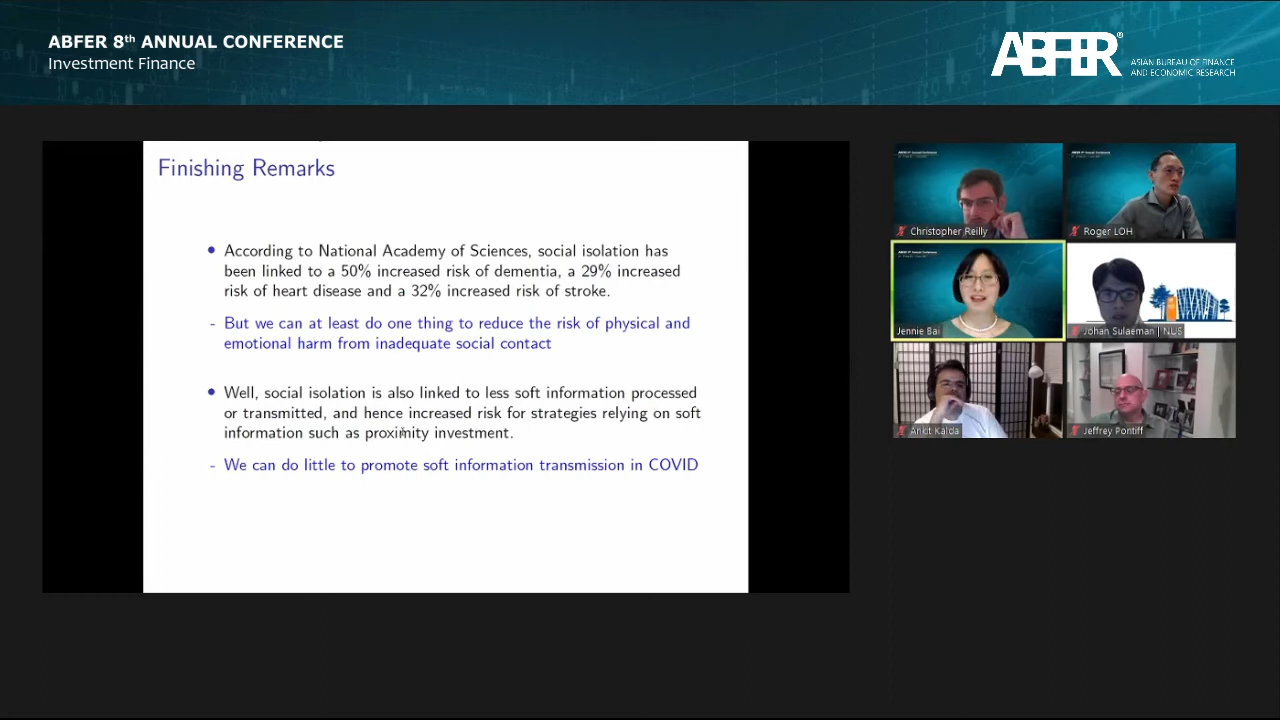 ABFER 8th ANNUAL CONFERENCE
Investment Finance
ABFER®
ASIAN BUREAU OF FINANCE
AND ECONOMIC RESEARCH
Finishing Remarks
• According to National Academy of Sciences, social isolation has
been linked to a 50% increased risk of dementia, a 29% increased
risk of heart disease and a 32% increased risk of stroke.
- But we can at least do one thing to reduce the risk of physical and
emotional harm from inadequate social contact
• Well, social isolation is also linked to less soft information processed
or transmitted, and hence increased risk for strategies relying on soft
information such as proximity investment.
- We can do little to promote soft information transmission in COVID
Christopher Reilly
Roger LOH
Jennie Bai
Johan Sulaeman | NUS
Ankit Kalda
Jeffrey Pontiff